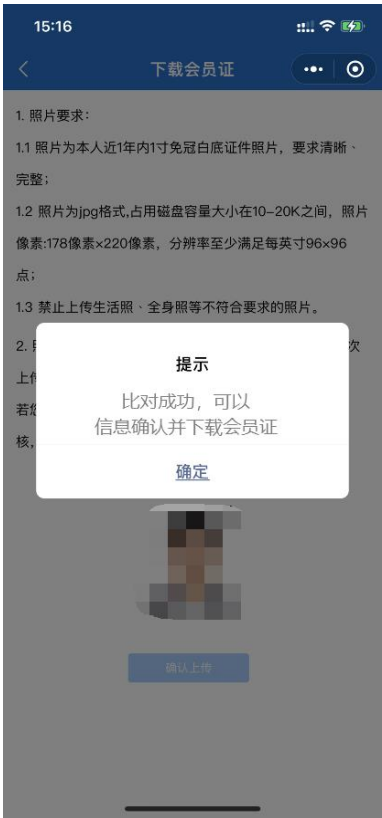 15:16
下载会员证
1. 照片要求：
1.1 照片为本人近1年内1寸免冠白底证件照片，要求清晰、
完整；
1.2 照片为jpg格式,占用磁盘容量大小在10–20K之间，照片
像素:178像素×220像素，分辨率至少满足每英寸96×96
点；
1.3 禁止上传生活照、全身照等不符合要求的照片。
2.
次
上传
若您
核，
提示
比对成功，可以
信息确认并下载会员证
确定
确认上传